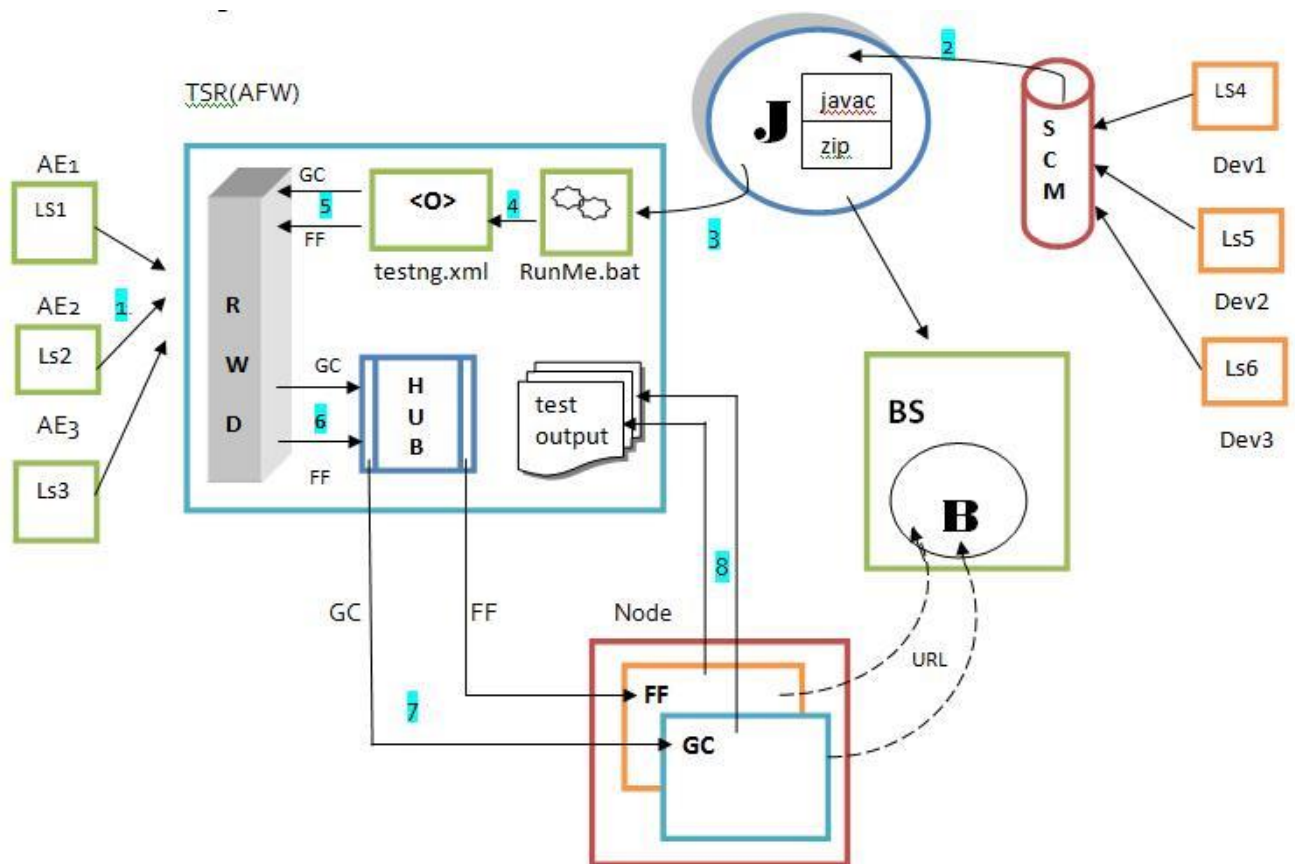 TSR(AFW)
AE1
LS1
AE2
1.
Ls2
AE3
Ls3
R
W
D
GC
5
FF
<O>
testng.xml
4
RunMe.bat
3
J
javac
zip
2
S
C
M
LS4
Dev1
Ls5
Dev2
Ls6
Dev3
GC
6
FF
H
U
B
test
output
BS
B
8
GC
FF
Node
7
FF
GC
URL